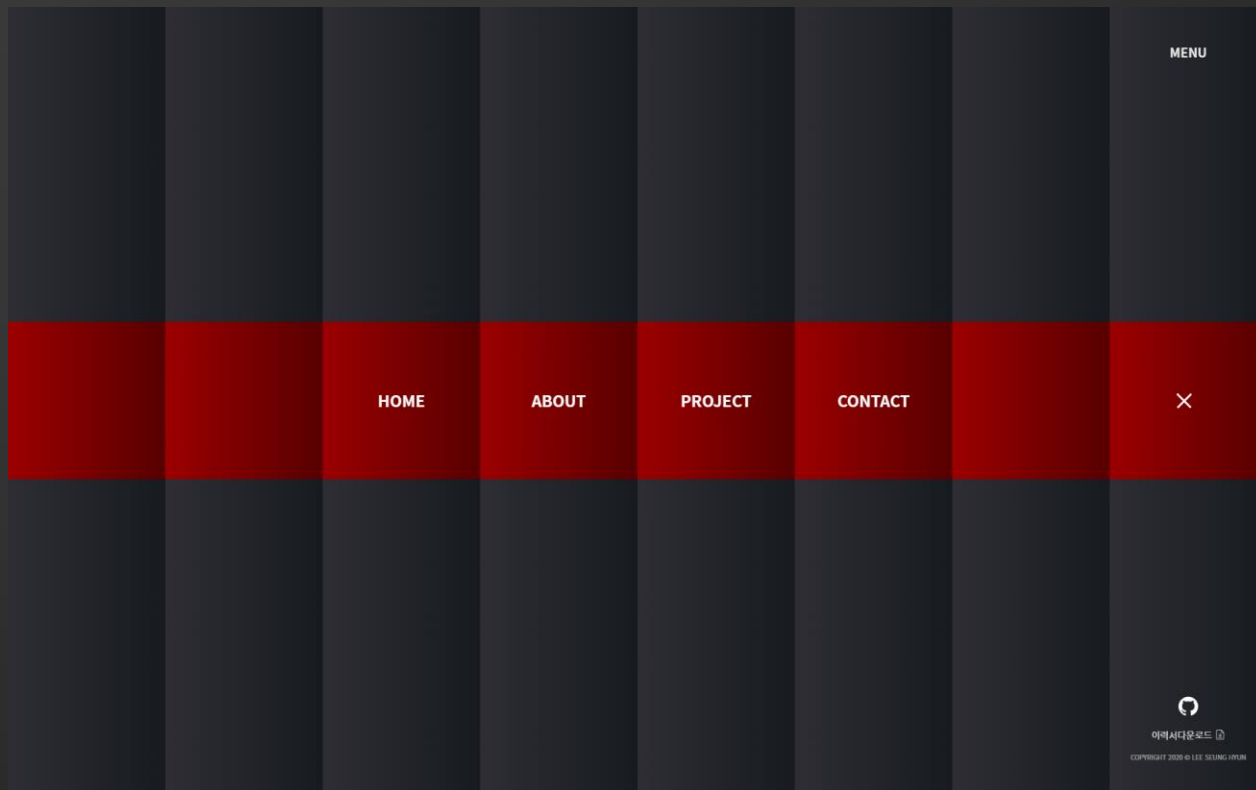 MENU
HOME ABOUT PROJECT CONTACT
이력서다운로드
COPYRIGHT 2020 © LEE SEUNG HYUN